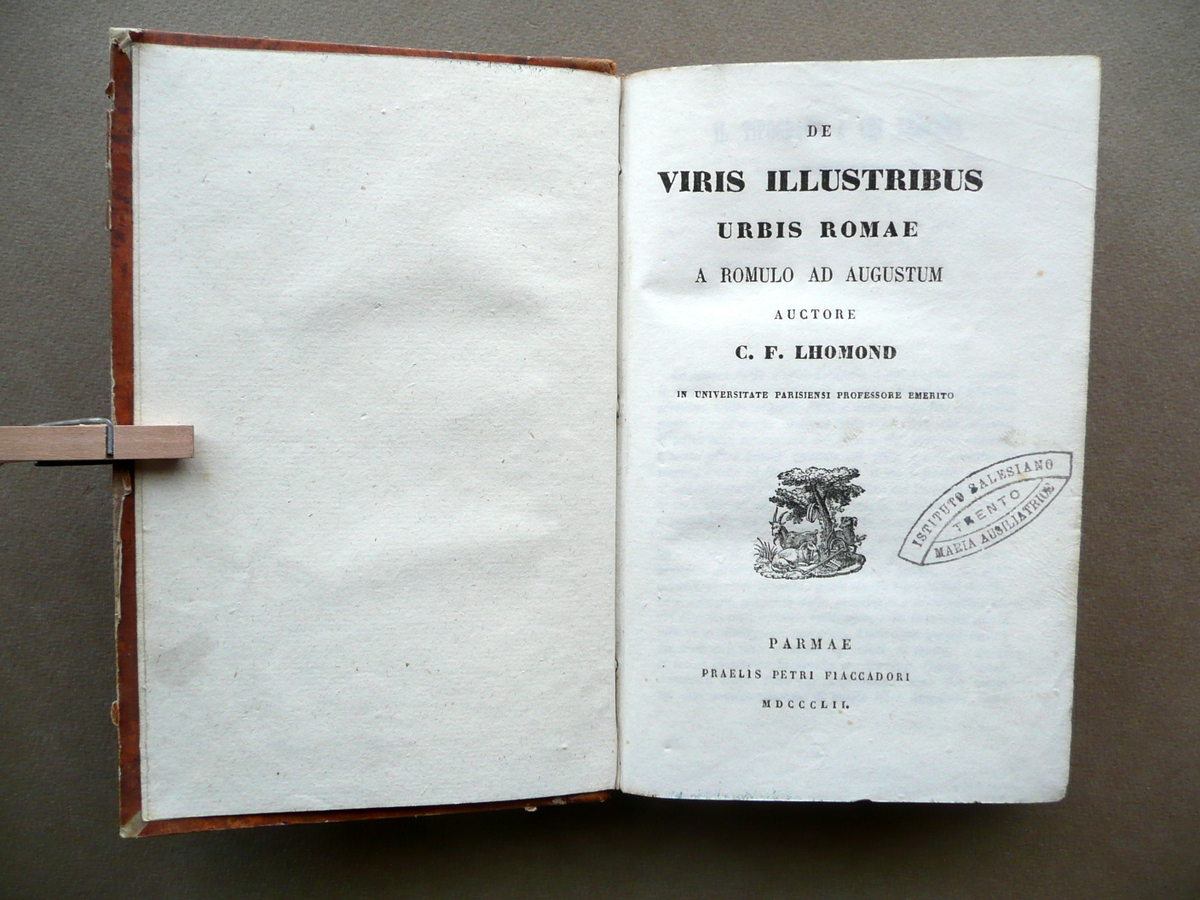 DE
VIRIS ILLUSTRIBUS
URBIS ROMAE
A ROMULO AD AUGUSTUM
AUCTORE
C. F. LHOMOND
IN UNIVERSITATE PARISIENSI PROFESSORE EMERITO
ISTITUTO SALESIANO
TRENTO
MARIA AUSILIATRICE
PARMAE
PRAELIS PETRI FIACCADORI
MDCCCLII.